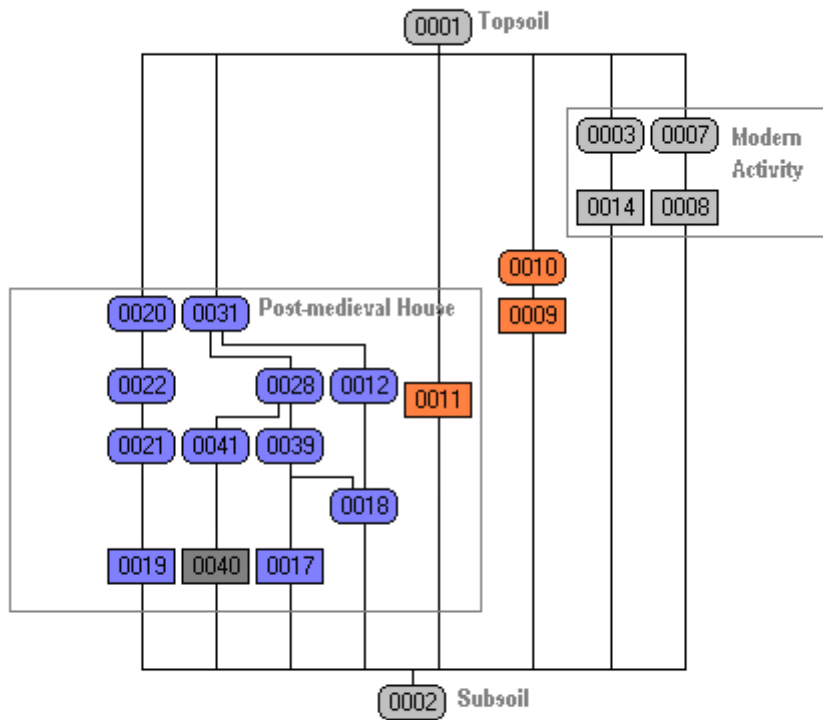 0001 Topsoil
0003 0007 Modern
Activity
0014 0008
0010
0020 0031 Post-medieval House 0009
0022 0028 0012 0011
0021 0041 0039
0018
0019 0040 0017
0002 Subsoil